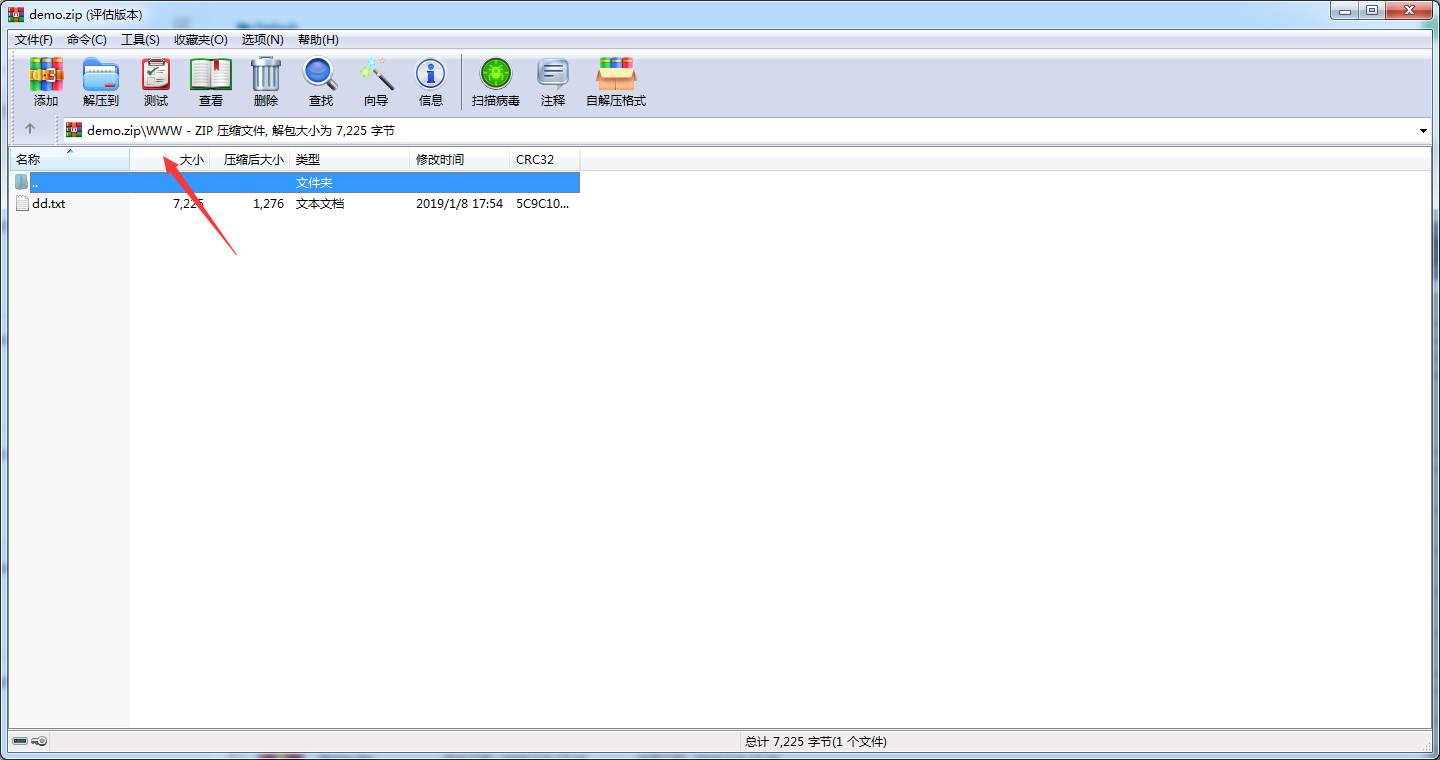 demo.zip (评估版本)
文件(F) 命令(C) 工具(S) 收藏夹(O) 选项(N) 帮助(H)
添加 解压到 测试 查看 删除 查找 向导 信息 扫描病毒 注释 自解压格式
demo.zip\WWW - ZIP 压缩文件, 解包大小为 7,225 字节
名称 大小 压缩后大小 类型 修改时间 CRC32
.. 文件夹
dd.txt 7,225 1,276 文本文档 2019/1/8 17:54 5C9C10...
总计 7,225 字节(1 个文件)